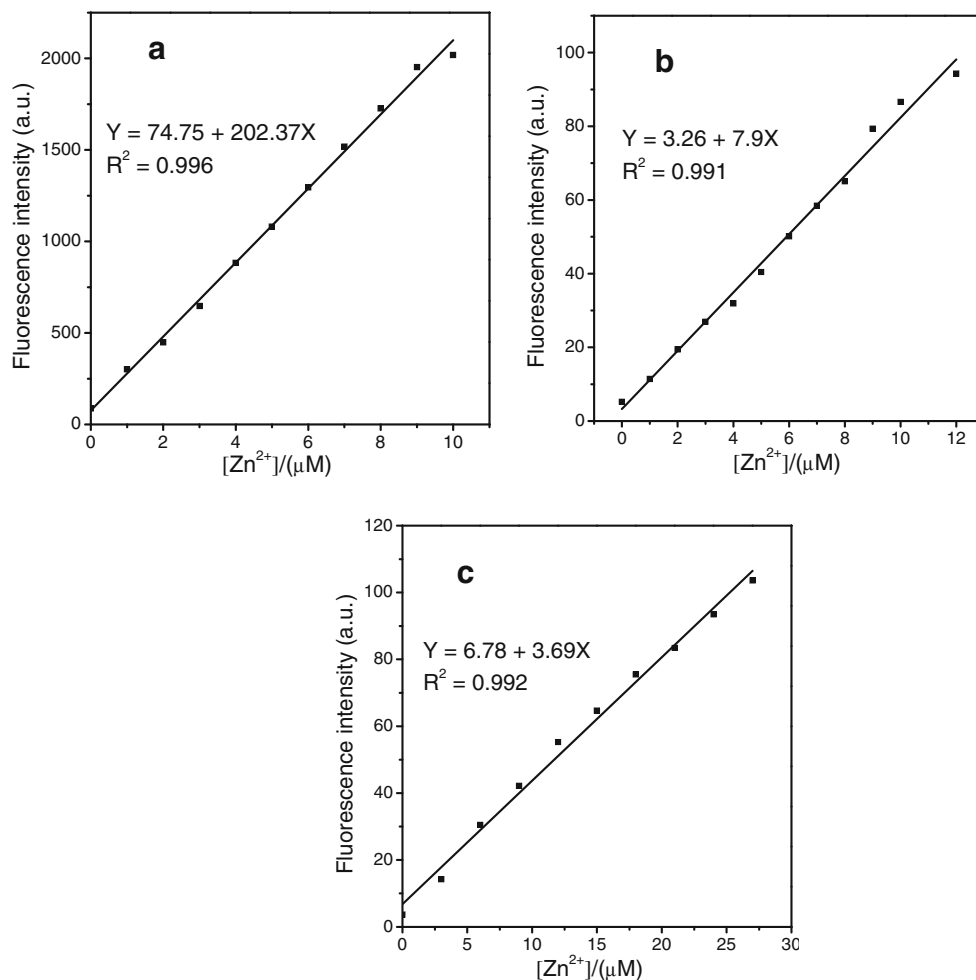 a
Y = 74.75 + 202.37X
R² = 0.996
Fluorescence intensity (a.u.)
2000
1500
1000
500
0
0 2 4 6 8 10
[Zn²⁺]/(μM)
b
Y = 3.26 + 7.9X
R² = 0.991
Fluorescence intensity (a.u.)
100
80
60
40
20
0
0 2 4 6 8 10 12
[Zn²⁺]/(μM)
c
Y = 6.78 + 3.69X
R² = 0.992
Fluorescence intensity (a.u.)
120
100
80
60
40
20
0
0 5 10 15 20 25 30
[Zn²⁺]/(μM)